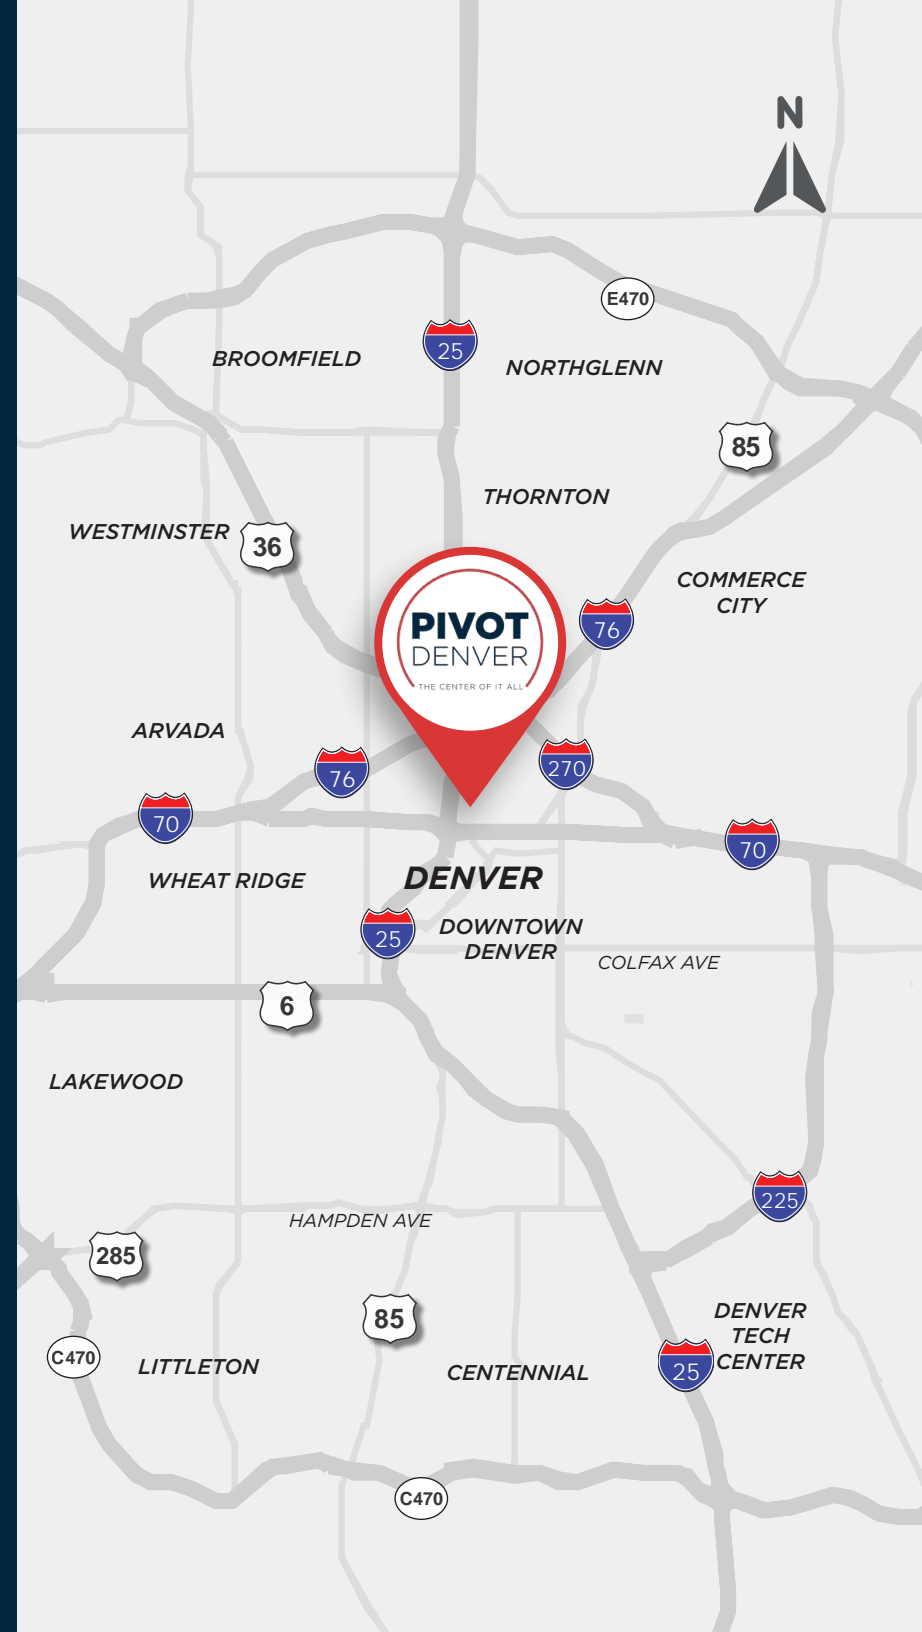 N
E470
25
BROOMFIELD
NORTHGLENN
85
THORNTON
WESTMINSTER
36
COMMERCE
CITY
76
PIVOT
DENVER
THE CENTER OF IT ALL
ARVADA
76
270
70
70
WHEAT RIDGE
DENVER
25
DOWNTOWN
DENVER
COLFAX AVE
6
LAKEWOOD
225
HAMPDEN AVE
285
85
DENVER
TECH
CENTER
C470
LITTLETON
CENTENNIAL
25
C470